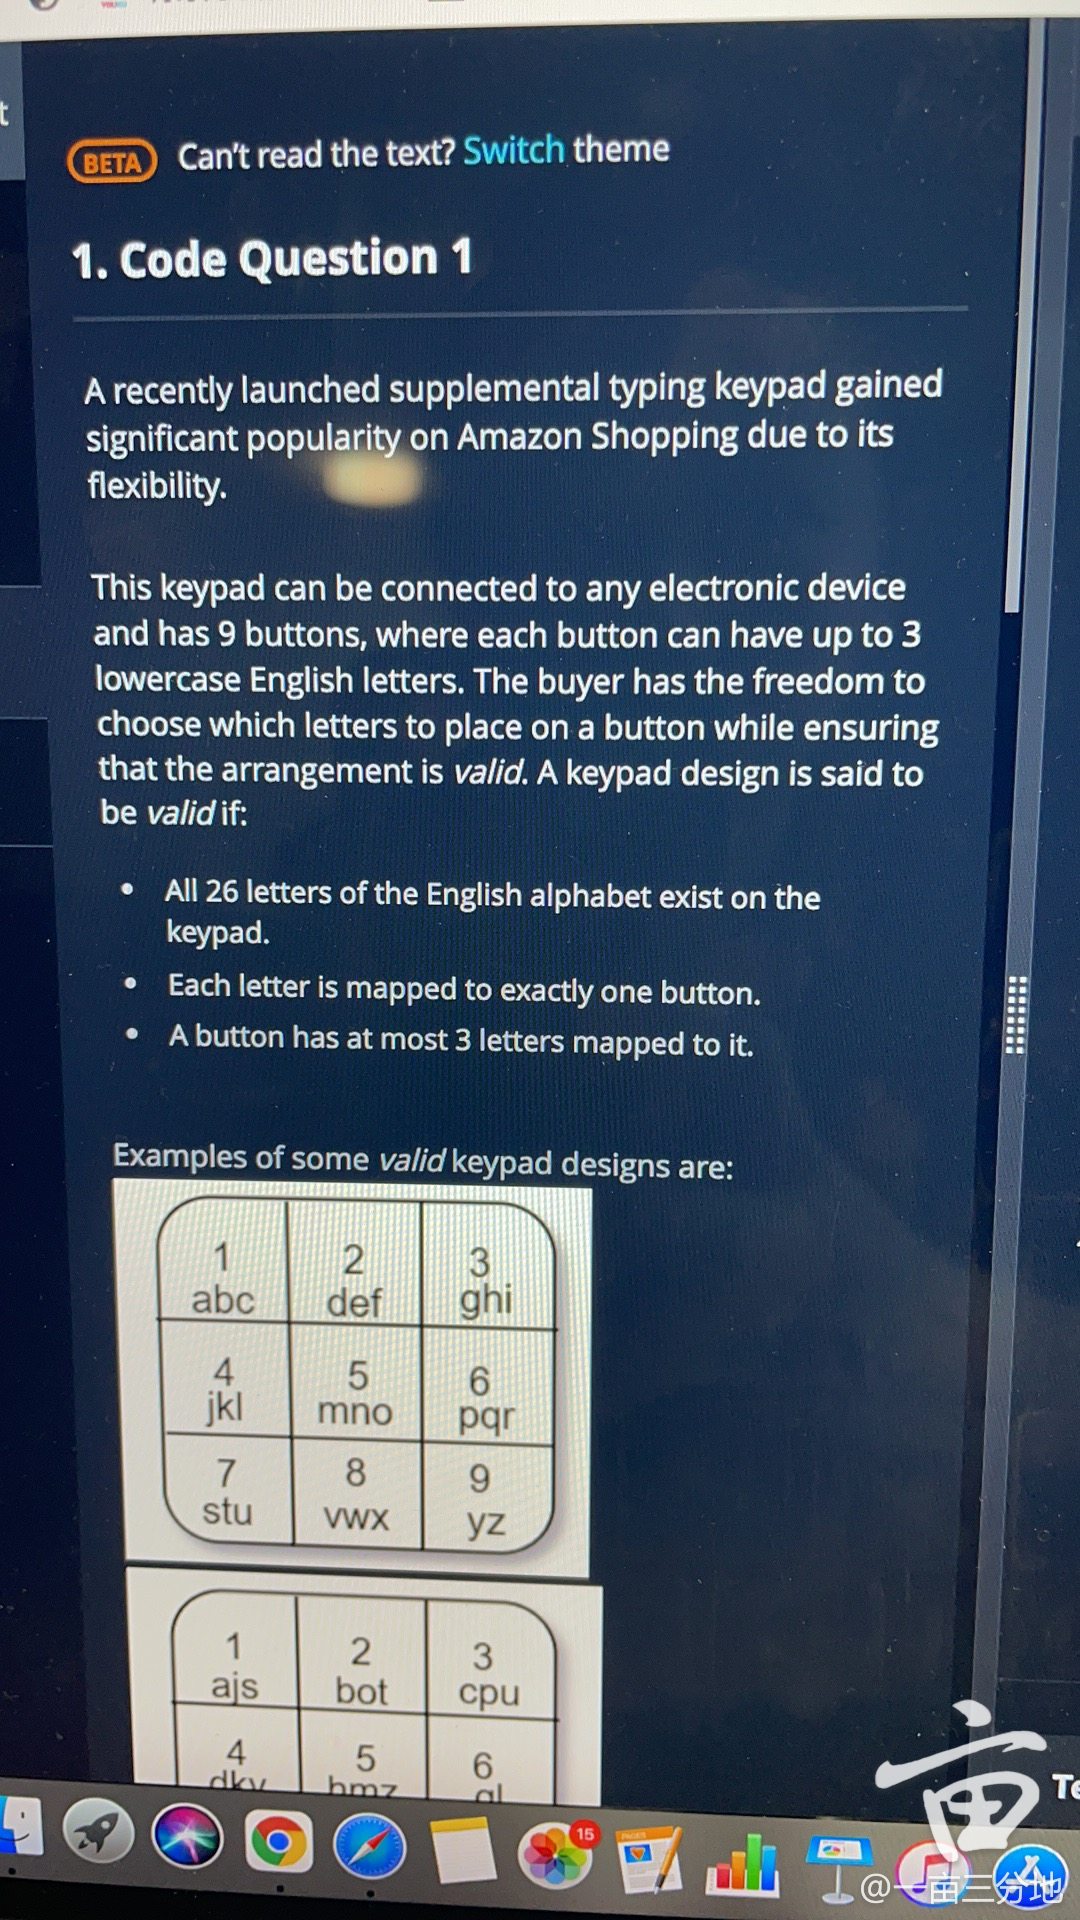 BETA Can't read the text? Switch theme
1. Code Question 1
A recently launched supplemental typing keypad gained
significant popularity on Amazon Shopping due to its
flexibility.
This keypad can be connected to any electronic device
and has 9 buttons, where each button can have up to 3
lowercase English letters. The buyer has the freedom to
choose which letters to place on a button while ensuring
that the arrangement is valid. A keypad design is said to
be valid if:
• All 26 letters of the English alphabet exist on the
keypad.
• Each letter is mapped to exactly one button.
• A button has at most 3 letters mapped to it.
Examples of some valid keypad designs are:
1 2 3
abc def ghi
4 5 6
jkl mno pqr
7 8 9
stu vwx yz
1 2 3
ajs bot cpu
4 5 6
15
PAGES
亩
@一亩三分地